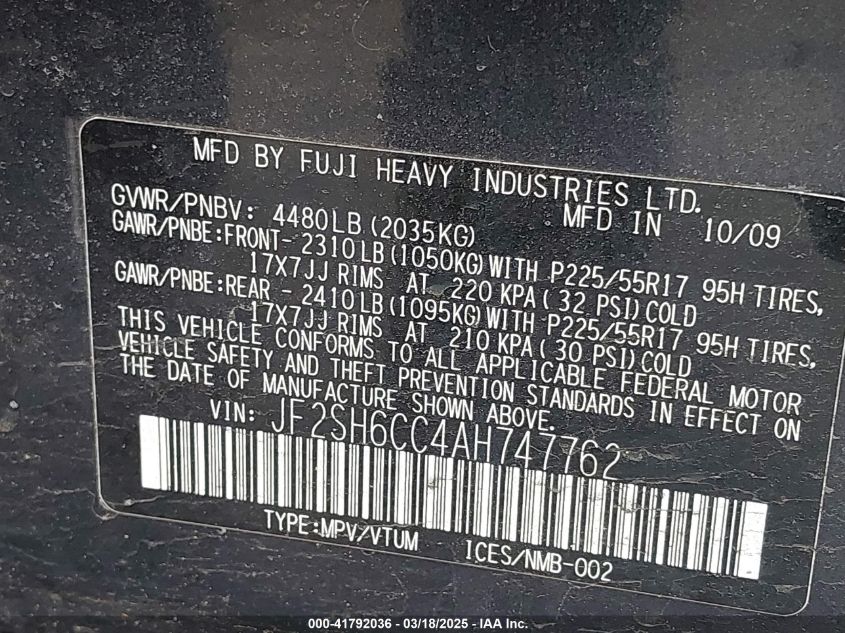 MFD BY FUJI HEAVY INDUSTRIES LTD.
MFD IN 10/09
GVWR/PNBV: 4480LB(2035KG)
GAWR/PNBE:FRONT-2310LB(1050KG)WITH P225/55R17 95H TIRES,
17X7JJ RIMS AT 220 KPA(32 PSI)COLD
GAWR/PNBE:REAR -2410LB(1095KG)WITH P225/55R17 95H TIRES,
17X7JJ RIMS AT 210 KPA(30 PSI)COLD
THIS VEHICLE CONFORMS TO ALL APPLICABLE FEDERAL MOTOR
VEHICLE SAFETY AND THEFT PREVENTION STANDARDS IN EFFECT ON
THE DATE OF MANUFACTURE SHOWN ABOVE.
VIN: JF2SH6CC4AH747762
TYPE:MPV/VTUM ICES/NMB-002
000-41792036 - 03/18/2025 - IAA Inc.